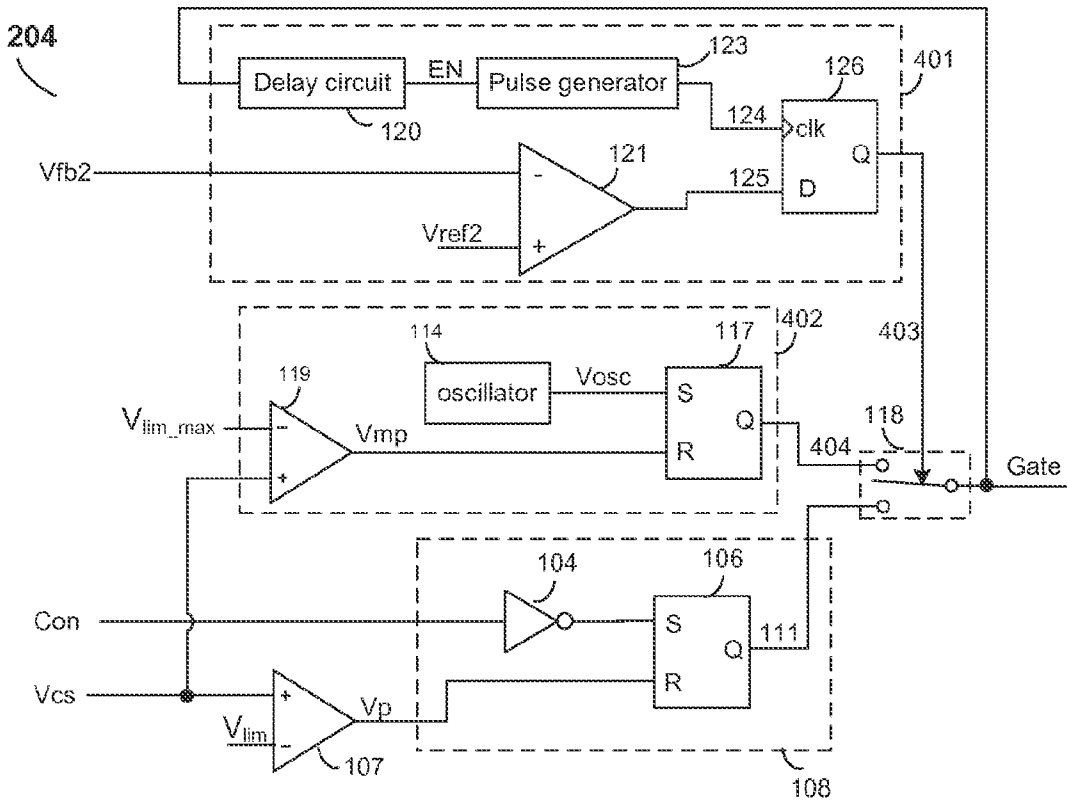 204
123
126
401
Delay circuit
EN
Pulse generator
120
124
clk
Q
Vfb2
-
121
125
D
Vref2
+
403
114
117
402
oscillator
Vosc
S
119
Vlim_max
-
Vmp
Q
118
R
404
+
Gate
104
106
Con
S
111
Q
Vcs
+
Vp
R
Vlim
-
107
108